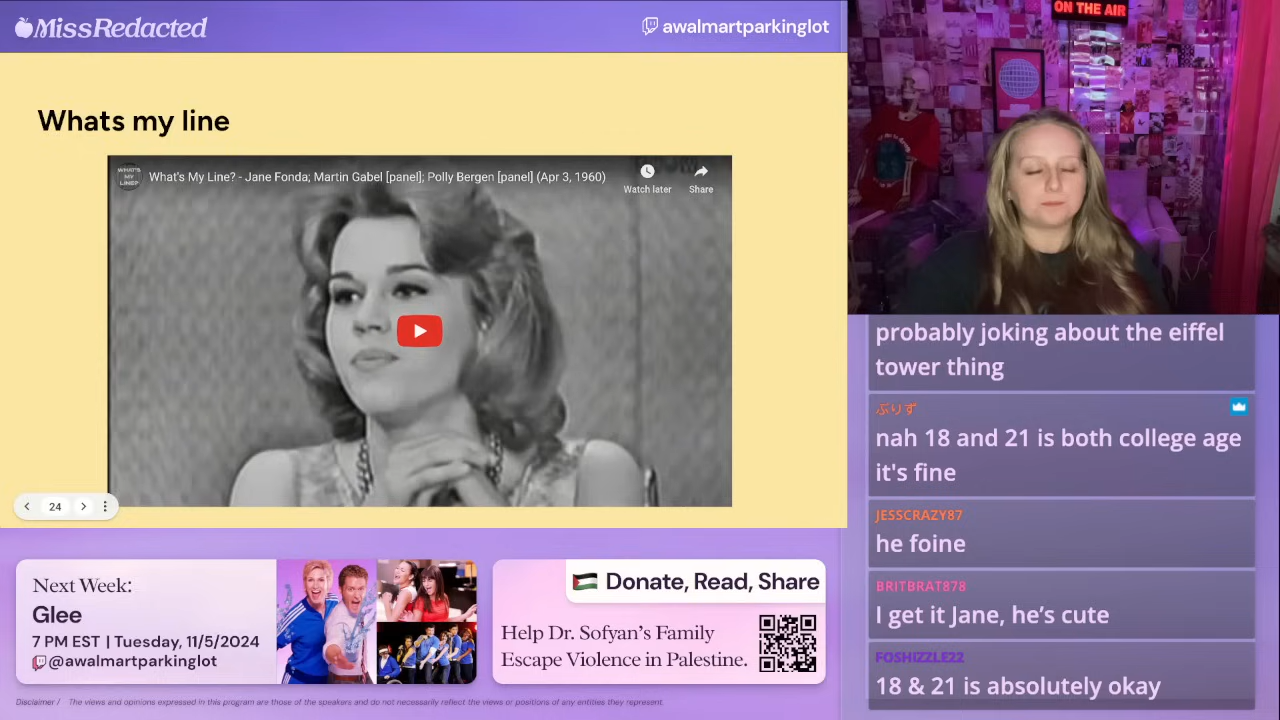 MissRedacted
awalmartparkinglot
ON THE AIR
Whats my line
WHAT'S
MY
LINE?
What's My Line? - Jane Fonda; Martin Gabel [panel]; Polly Bergen [panel] (Apr 3, 1960)
Watch later
Share
24
probably joking about the eiffel
tower thing
ぶりず
nah 18 and 21 is both college age
it's fine
JESSCRAZY87
he foine
BRITBRAT878
I get it Jane, he's cute
FOSHIZZLE22
18 & 21 is absolutely okay
Next Week:
Glee
7 PM EST | Tuesday, 11/5/2024
@awalmartparkinglot
Donate, Read, Share
Help Dr. Sofyan's Family
Escape Violence in Palestine.
Disclaimer / The views and opinions expressed in this program are those of the speakers and do not necessarily reflect the views or positions of any entities they represent.